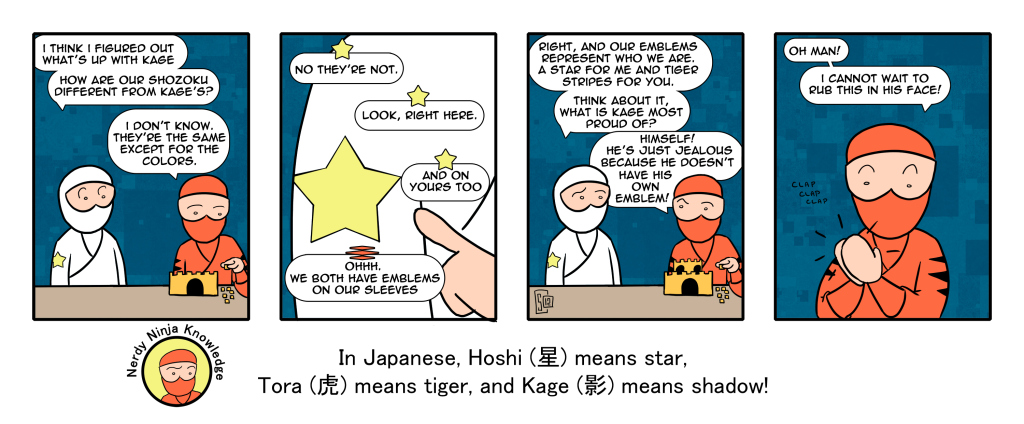 I THINK I FIGURED OUT
WHAT'S UP WITH KAGE
HOW ARE OUR SHOZOKU
DIFFERENT FROM KAGE'S?
I DON'T KNOW.
THEY'RE THE SAME
EXCEPT FOR THE
COLORS.
NO THEY'RE NOT.
LOOK, RIGHT HERE.
AND ON
YOURS TOO
OHHH.
WE BOTH HAVE EMBLEMS
ON OUR SLEEVES
RIGHT, AND OUR EMBLEMS
REPRESENT WHO WE ARE.
A STAR FOR ME AND TIGER
STRIPES FOR YOU.
THINK ABOUT IT,
WHAT IS KAGE MOST
PROUD OF?
HIMSELF!
HE'S JUST JEALOUS
BECAUSE HE DOESN'T
HAVE HIS
OWN
EMBLEM!
OH MAN!
I CANNOT WAIT TO
RUB THIS IN HIS FACE!
CLAP
CLAP
CLAP
Nerdy Ninja Knowledge
In Japanese, Hoshi (星) means star,
Tora (虎) means tiger, and Kage (影) means shadow!